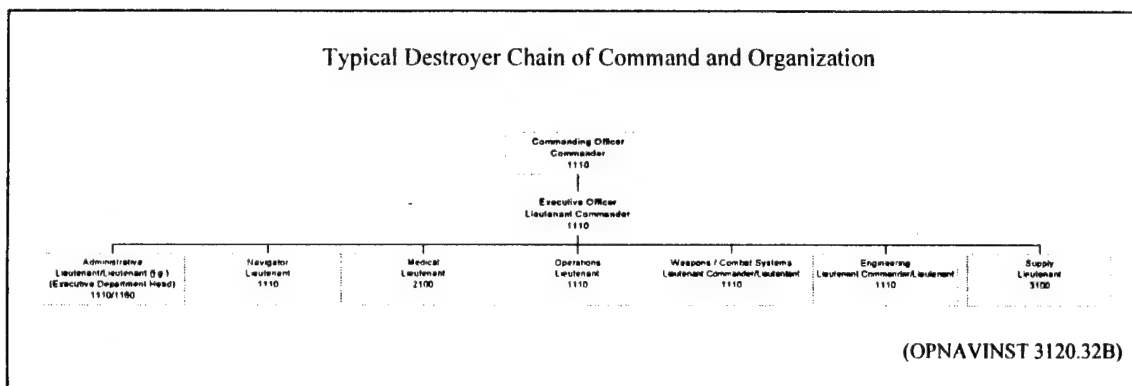 Typical Destroyer Chain of Command and Organization
Commanding Officer
Commander
1110
Executive Officer
Lieutenant Commander
1110
Administrative
Lieutenant/Lieutenant (j.g.)
(Executive Department Head)
1110/1160
Navigator
Lieutenant
1110
Medical
Lieutenant
2100
Operations
Lieutenant
1110
Weapons / Combat Systems
Lieutenant Commander/Lieutentant
1110
Engineering
Lieutenant Commander/Lieutenant
1110
Supply
Lieutenant
3100
(OPNAVINST 3120.32B)